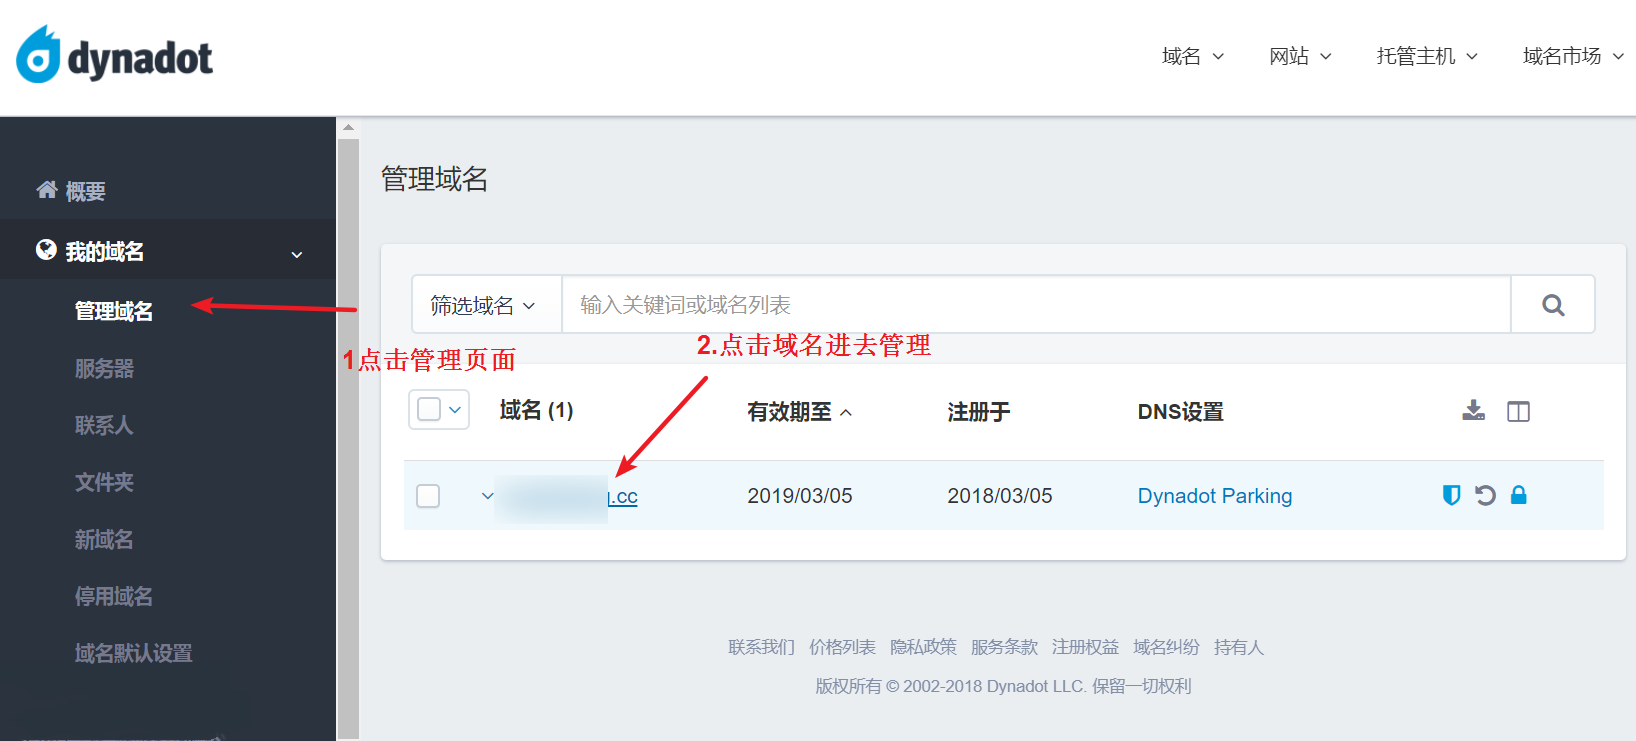 dynadot
域名
网站
托管主机
域名市场
概要
我的域名
管理域名
服务器
联系人
文件夹
新域名
停用域名
域名默认设置
管理域名
筛选域名
输入关键词或域名列表
1点击管理页面
2.点击域名进去管理
域名 (1) 有效期至 注册于 DNS设置
.cc 2019/03/05 2018/03/05 Dynadot Parking
联系我们 价格列表 隐私政策 服务条款 注册权益 域名纠纷 持有人
版权所有 © 2002-2018 Dynadot LLC. 保留一切权利